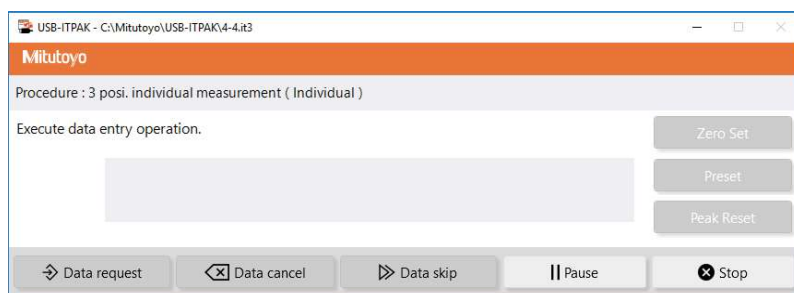 USB-ITPAK - C:\Mitutoyo\USB-ITPAK\4-4.it3
Mitutoyo
Procedure : 3 posi. individual measurement ( Individual )
Execute data entry operation.
Zero Set
Preset
Peak Reset
Data request
Data cancel
Data skip
Pause
Stop